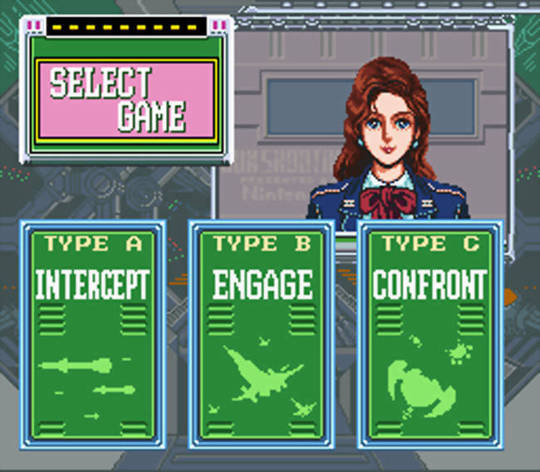 SELECT
GAME
TYPE A
INTERCEPT
TYPE B
ENGAGE
TYPE C
CONFRONT